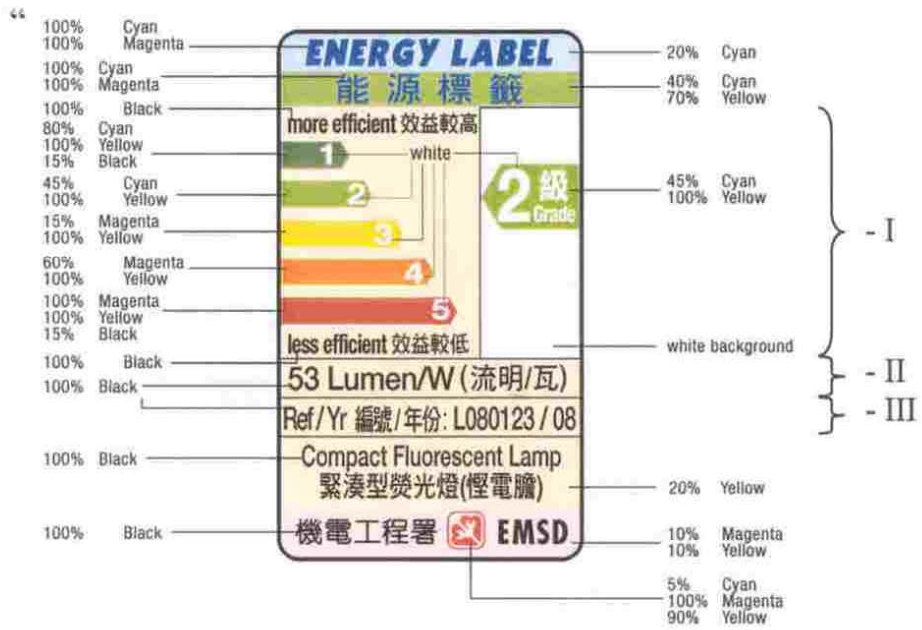 “
100% Cyan
100% Magenta
100% Cyan
100% Magenta
100% Black
80% Cyan
100% Yellow
15% Black
45% Cyan
100% Yellow
15% Magenta
100% Yellow
60% Magenta
100% Yellow
100% Magenta
100% Yellow
15% Black
100% Black
100% Black
100% Black
100% Black
ENERGY LABEL
能源標籤
more efficient 效益較高
1
white
2
3
4
5
2級
Grade
less efficient 效益較低
53 Lumen/W (流明/瓦)
Ref / Yr 編號 / 年份: L080123 / 08
Compact Fluorescent Lamp
緊湊型熒光燈(慳電膽)
機電工程署 EMSD
20% Cyan
40% Cyan
70% Yellow
45% Cyan
100% Yellow
white background
20% Yellow
10% Magenta
10% Yellow
5% Cyan
100% Magenta
90% Yellow
- I
- II
- III